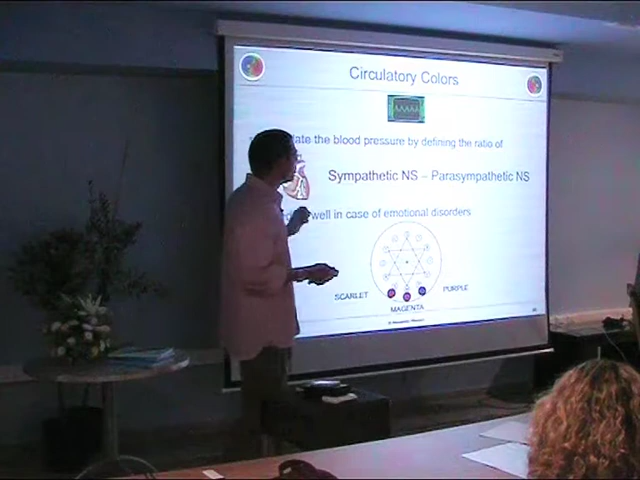 Circulatory Colors
the blood pressure by defining the ratio of
Sympathetic NS – Parasympathetic NS
well in case of emotional disorders
SCARLET
PURPLE
MAGENTA